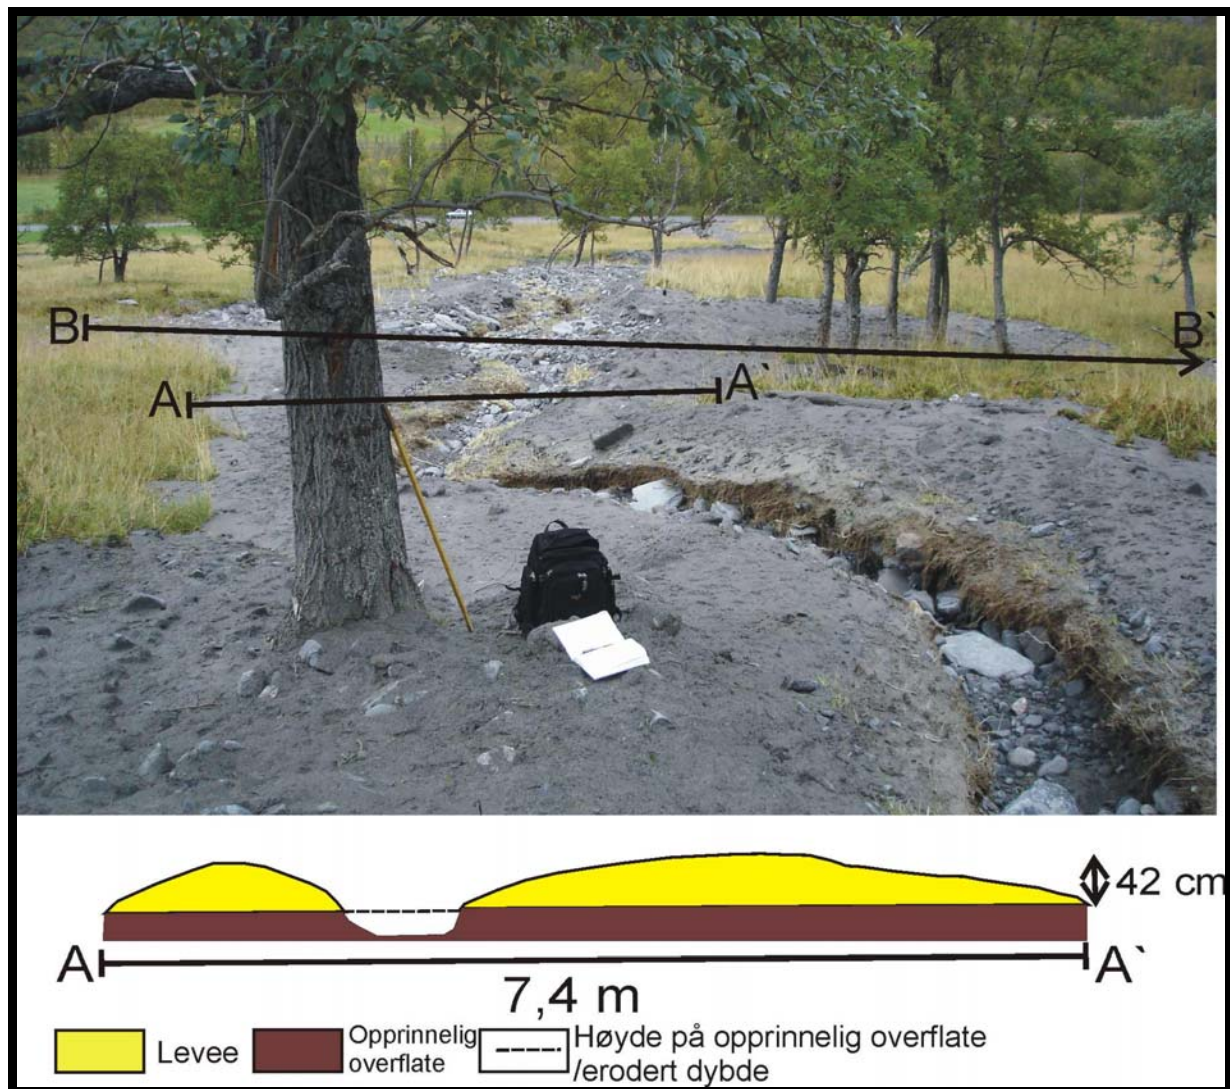 B B`
A A`
42 cm
A A`
7,4 m
Levee
Opprinnelig
overflate
Høyde på opprinnelig overflate
/erodert dybde